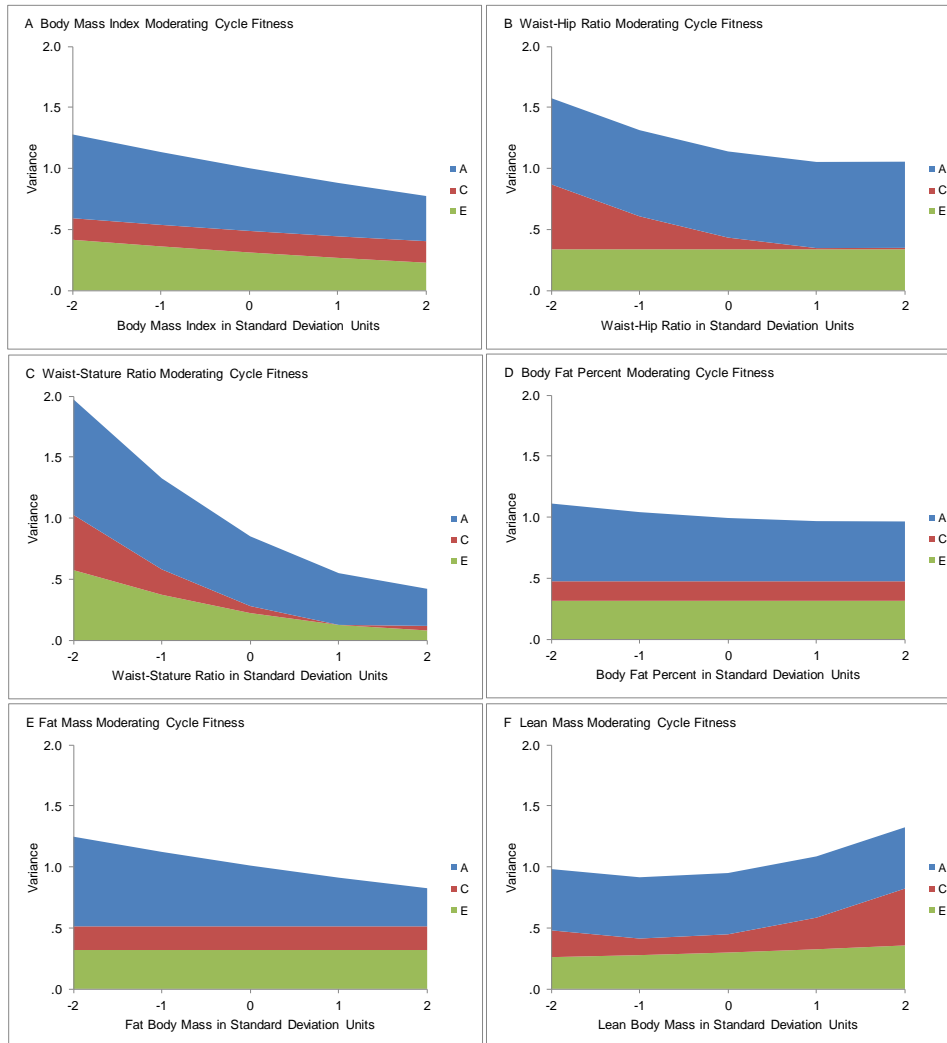 A Body Mass Index Moderating Cycle Fitness
2.0
1.5
1.0
.5
.0
Variance
-2 -1 0 1 2
Body Mass Index in Standard Deviation Units
A
C
E
B Waist-Hip Ratio Moderating Cycle Fitness
2.0
1.5
1.0
.5
.0
Variance
-2 -1 0 1 2
Waist-Hip Ratio in Standard Deviation Units
A
C
E
C Waist-Stature Ratio Moderating Cycle Fitness
2.0
1.5
1.0
.5
.0
Variance
-2 -1 0 1 2
Waist-Stature Ratio in Standard Deviation Units
A
C
E
D Body Fat Percent Moderating Cycle Fitness
2.0
1.5
1.0
.5
.0
Variance
-2 -1 0 1 2
Body Fat Percent in Standard Deviation Units
A
C
E
E Fat Mass Moderating Cycle Fitness
2.0
1.5
1.0
.5
.0
Variance
-2 -1 0 1 2
Fat Body Mass in Standard Deviation Units
A
C
E
F Lean Mass Moderating Cycle Fitness
2.0
1.5
1.0
.5
.0
Variance
-2 -1 0 1 2
Lean Body Mass in Standard Deviation Units
A
C
E